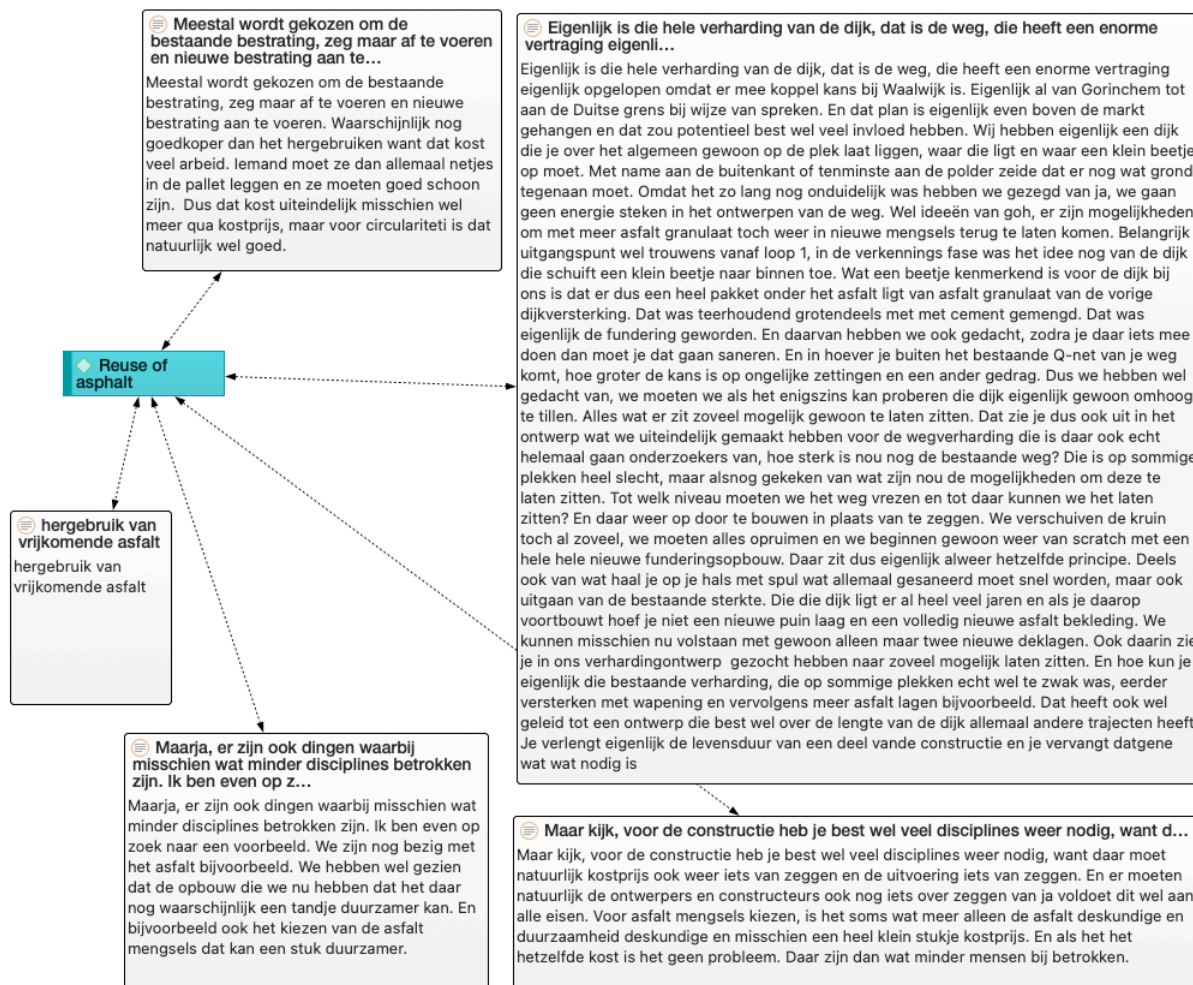 Meestal wordt gekozen om de
bestaande bestrating, zeg maar af te voeren
en nieuwe bestrating aan te...
Meestal wordt gekozen om de bestaande
bestrating, zeg maar af te voeren en nieuwe
bestrating aan te voeren. Waarschijnlijk nog
goedkoper dan het hergebruiken want dat kost
veel arbeid. Iemand moet ze dan allemaal netjes
in de pallet leggen en ze moeten goed schoon
zijn. Dus dat kost uiteindelijk misschien wel
meer qua kostprijs, maar voor circulariteti is dat
natuurlijk wel goed.
Eigenlijk is die hele verharding van de dijk, dat is de weg, die heeft een enorme
vertraging eigenli...
Eigenlijk is die hele verharding van de dijk, dat is de weg, die heeft een enorme vertraging
eigenlijk opgelopen omdat er mee koppel kans bij Waalwijk is. Eigenlijk al van Gorinchem tot
aan de Duitse grens bij wijze van spreken. En dat plan is eigenlijk even boven de markt
gehangen en dat zou potentieel best wel veel invloed hebben. Wij hebben eigenlijk een dijk
die je over het algemeen gewoon op de plek laat liggen, waar die ligt en waar een klein beetje
op moet. Met name aan de buitenkant of tenminste aan de polder zeide dat er nog wat grond
tegenaan moet. Omdat het zo lang nog onduidelijk was hebben we gezegd van ja, we gaan
geen energie steken in het ontwerpen van de weg. Wel ideeën van goh, er zijn mogelijkheden
om met meer asfalt granulaat toch weer in nieuwe mengsels terug te laten komen. Belangrijk
uitgangspunt wel trouwens vanaf loop 1, in de verkennings fase was het idee nog van de dijk
die schuift een klein beetje naar binnen toe. Wat een beetje kenmerkend is voor de dijk bij
ons is dat er dus een heel pakket onder het asfalt ligt van asfalt granulaat van de vorige
dijkversterking. Dat was teerhoudend grotendeels met met cement gemengd. Dat was
eigenlijk de fundering geworden. En daarvan hebben we ook gedacht, zodra je daar iets mee
doen dan moet je dat gaan saneren. En in hoever je buiten het bestaande Q-net van je weg
komt, hoe groter de kans is op ongelijke zettingen en een ander gedrag. Dus we hebben wel
gedacht van, we moeten we als het enigszins kan proberen die dijk eigenlijk gewoon omhoog
te tillen. Alles wat er zit zoveel mogelijk gewoon te laten zitten. Dat zie je dus ook uit in het
ontwerp wat we uiteindelijk gemaakt hebben voor de wegverharding die is daar ook echt
helemaal gaan onderzoekers van, hoe sterk is nou nog de bestaande weg? Die is op sommige
plekken heel slecht, maar alsnog gekeken van wat zijn nou de mogelijkheden om deze te
laten zitten. Tot welk niveau moeten we het weg vrezen en tot daar kunnen we het laten
zitten? En daar weer op door te bouwen in plaats van te zeggen. We verschuiven de kruin
toch al zoveel, we moeten alles opruimen en we beginnen gewoon weer van scratch met een
hele hele nieuwe funderingsopbouw. Daar zit dus eigenlijk alweer hetzelfde principe. Deels
ook van wat haal je op je hals met spul wat allemaal gesaneerd moet snel worden, maar ook
uitgaan van de bestaande sterkte. Die die dijk ligt er al heel veel jaren en als je daarop
voortbouwt hoef je niet een nieuwe puin laag en een volledig nieuwe asfalt bekleding. We
kunnen misschien nu volstaan met gewoon alleen maar twee nieuwe deklagen. Ook daarin zie
je in ons verhardingontwerp gezocht hebben naar zoveel mogelijk laten zitten. En hoe kun je
eigenlijk die bestaande verharding, die op sommige plekken echt wel te zwak was, eerder
versterken met wapening en vervolgens meer asfalt lagen bijvoorbeeld. Dat heeft ook wel
geleid tot een ontwerp die best wel over de lengte van de dijk allemaal andere trajecten heeft
Je verlengt eigenlijk de levensduur van een deel vande constructie en je vervangt datgene
wat wat nodig is
Reuse of
asphalt
hergebruik van
vrijkomende asfalt
hergebruik van
vrijkomende asfalt
Maarja, er zijn ook dingen waarbij
misschien wat minder disciplines betrokken
zijn. Ik ben even op z...
Maarja, er zijn ook dingen waarbij misschien wat
minder disciplines betrokken zijn. Ik ben even op
zoek naar een voorbeeld. We zijn nog bezig met
het asfalt bijvoorbeeld. We hebben wel gezien
dat de opbouw die we nu hebben dat het daar
nog waarschijnlijk een tandje duurzamer kan. En
bijvoorbeeld ook het kiezen van de asfalt
mengsels dat kan een stuk duurzamer.
Maar kijk, voor de constructie heb je best wel veel disciplines weer nodig, want d...
Maar kijk, voor de constructie heb je best wel veel disciplines weer nodig, want daar moet
natuurlijk kostprijs ook weer iets van zeggen en de uitvoering iets van zeggen. En er moeten
natuurlijk de ontwerpers en constructeurs ook nog iets over zeggen van ja voldoet dit wel aan
alle eisen. Voor asfalt mengsels kiezen, is het soms wat meer alleen de asfalt deskundige en
duurzaamheid deskundige en misschien een heel klein stukje kostprijs. En als het het
hetzelfde kost is het geen probleem. Daar zijn dan wat minder mensen bij betrokken.